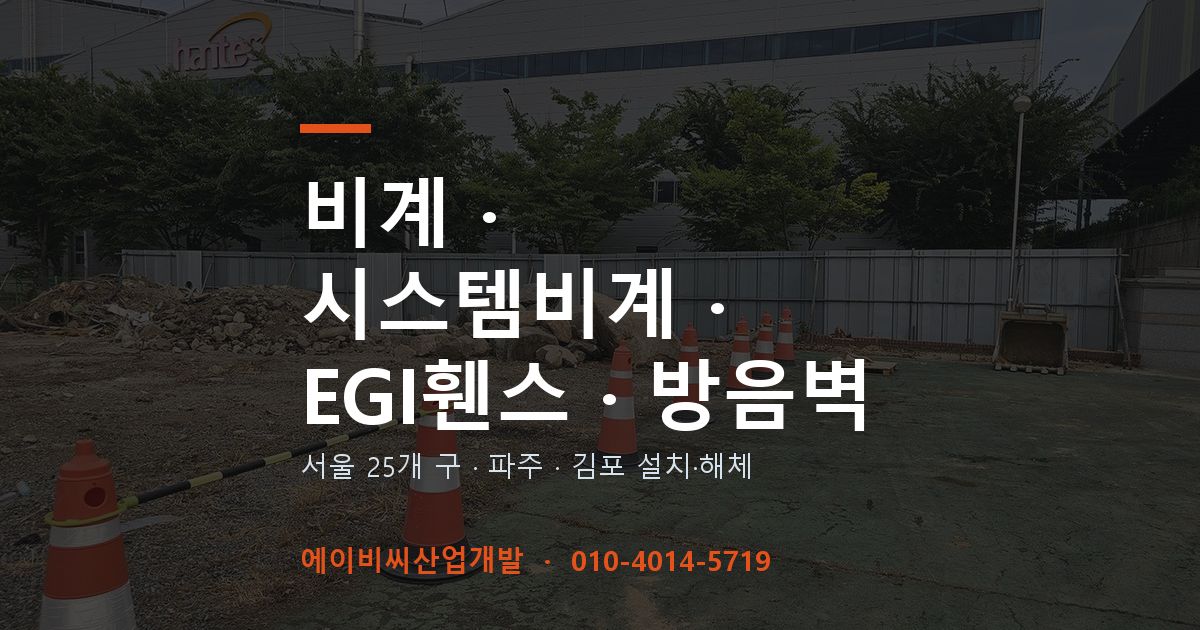 hantes
비계 ·
시스템비계 ·
EGI휀스 · 방음벽
서울 25개 구 · 파주 · 김포 설치·해체
에이비씨산업개발 · 010-4014-5719